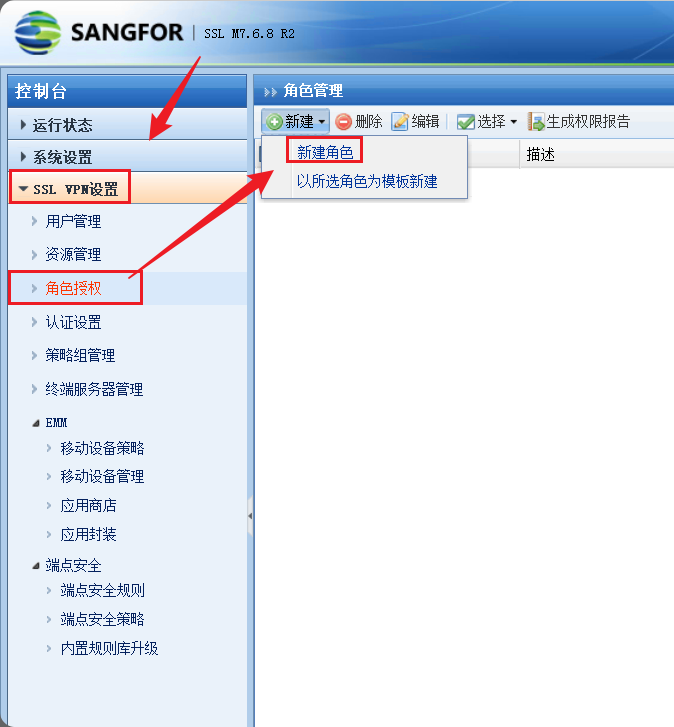 SANGFOR | SSL M7.6.8 R2
控制台
运行状态
系统设置
SSL VPN设置
用户管理
资源管理
角色授权
认证设置
策略组管理
终端服务器管理
EMM
移动设备策略
移动设备管理
应用商店
应用封装
端点安全
端点安全规则
端点安全策略
内置规则库升级
角色管理
新建 删除 编辑 选择 生成权限报告
新建角色
以所选角色为模板新建
描述